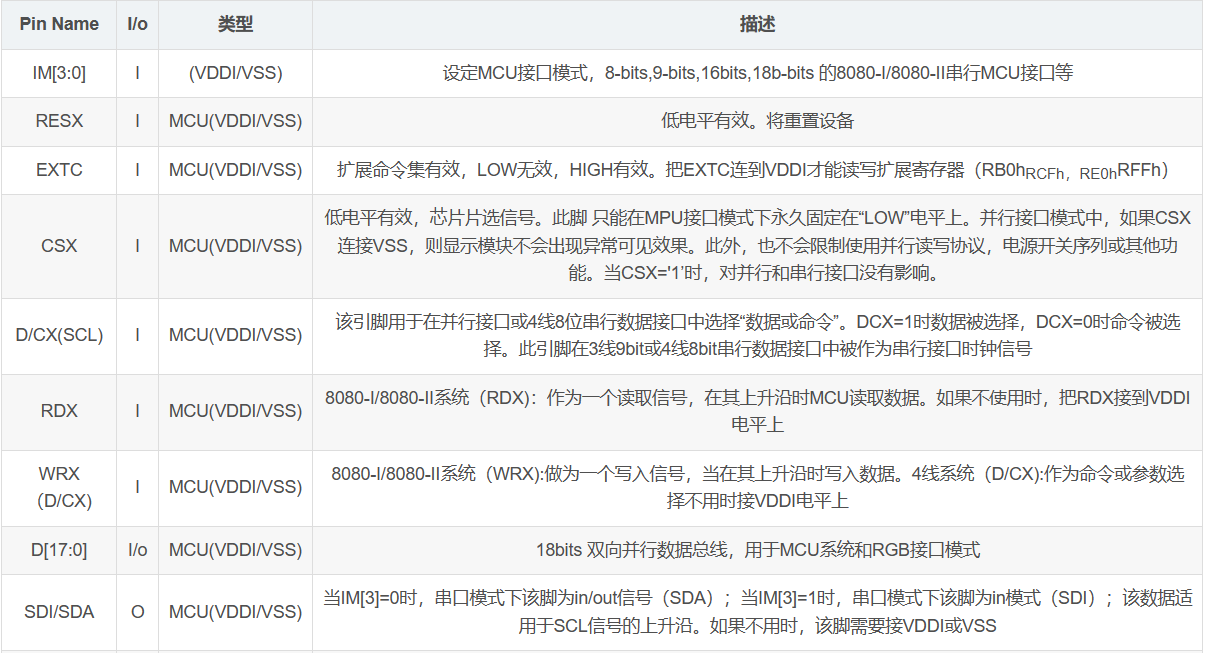 Pin Name I/o 类型 描述
IM[3:0] I (VDDI/VSS) 设定MCU接口模式，8-bits,9-bits,16bits,18b-bits 的8080-I/8080-II串行MCU接口等
RESX I MCU(VDDI/VSS) 低电平有效。将重置设备
EXTC I MCU(VDDI/VSS) 扩展命令集有效，LOW无效，HIGH有效。把EXTC连到VDDI才能读写扩展寄存器（RB0hRCFh，RE0hRFFh）
CSX I MCU(VDDI/VSS) 低电平有效，芯片片选信号。此脚 只能在MPU接口模式下永久固定在“LOW”电平上。并行接口模式中，如果CSX
连接VSS，则显示模块不会出现异常可见效果。此外，也不会限制使用并行读写协议，电源开关序列或其他功
能。当CSX='1’时，对并行和串行接口没有影响。
D/CX(SCL) I MCU(VDDI/VSS) 该引脚用于在并行接口或4线8位串行数据接口中选择“数据或命令”。DCX=1时数据被选择，DCX=0时命令被选
择。此引脚在3线9bit或4线8bit串行数据接口中被作为串行接口时钟信号
RDX I MCU(VDDI/VSS) 8080-I/8080-II系统（RDX）：作为一个读取信号，在其上升沿时MCU读取数据。如果不使用时，把RDX接到VDDI
电平上
WRX
（D/CX) I MCU(VDDI/VSS) 8080-I/8080-II系统（WRX):做为一个写入信号，当在其上升沿时写入数据。4线系统（D/CX):作为命令或参数选
择不用时接VDDI电平上
D[17:0] I/o MCU(VDDI/VSS) 18bits 双向并行数据总线，用于MCU系统和RGB接口模式
SDI/SDA O MCU(VDDI/VSS) 当IM[3]=0时，串口模式下该脚为in/out信号（SDA）；当IM[3]=1时，串口模式下该脚为in模式（SDI）；该数据适
用于SCL信号的上升沿。如果不用时，该脚需要接VDDI或VSS